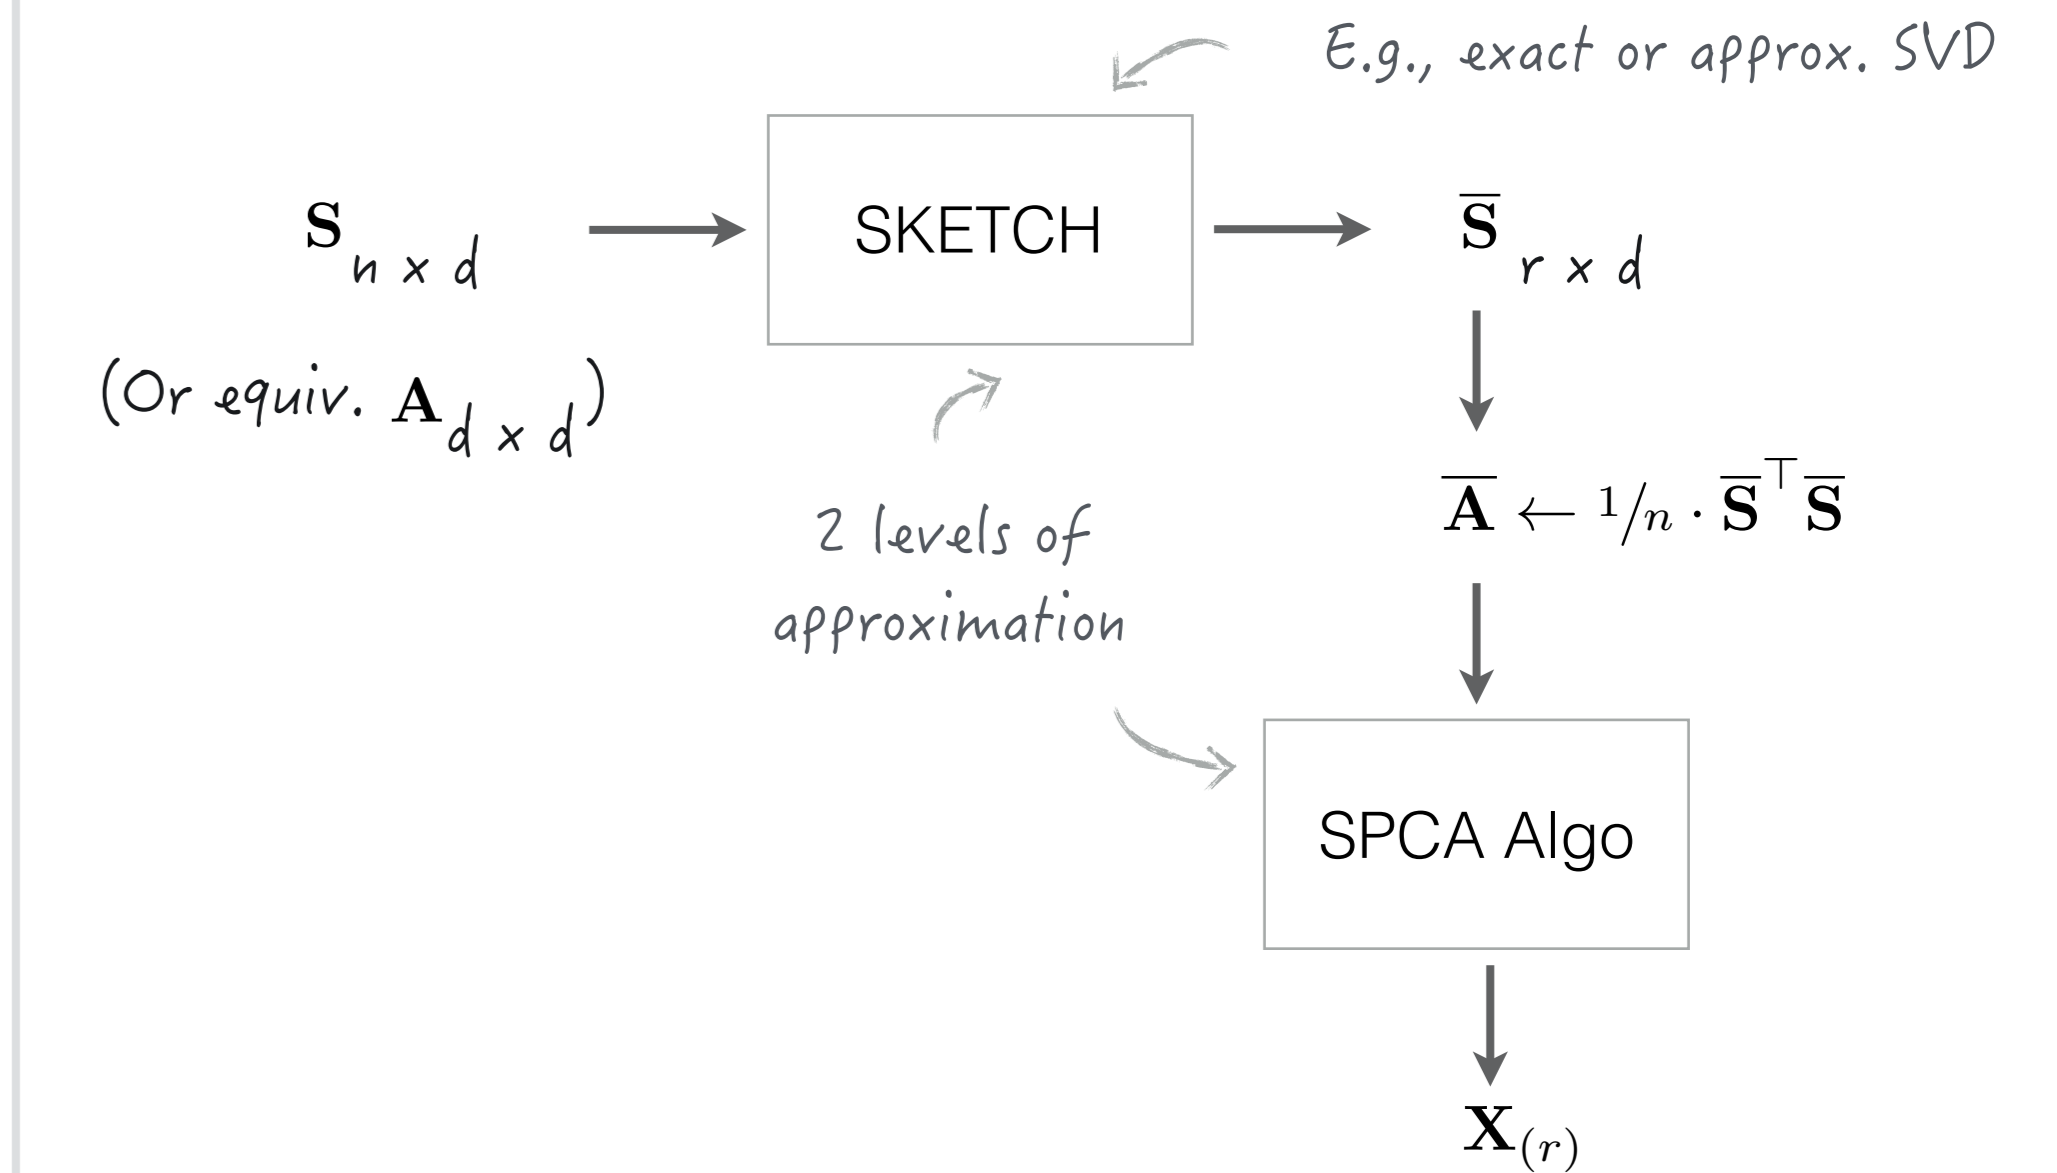 E.g., exact or approx. SVD
S n x d
SKETCH
S̅ r x d
(Or equiv. A d x d)
2 levels of
approximation
A̅ ← 1/n · S̅⊤S̅
SPCA Algo
X(r)